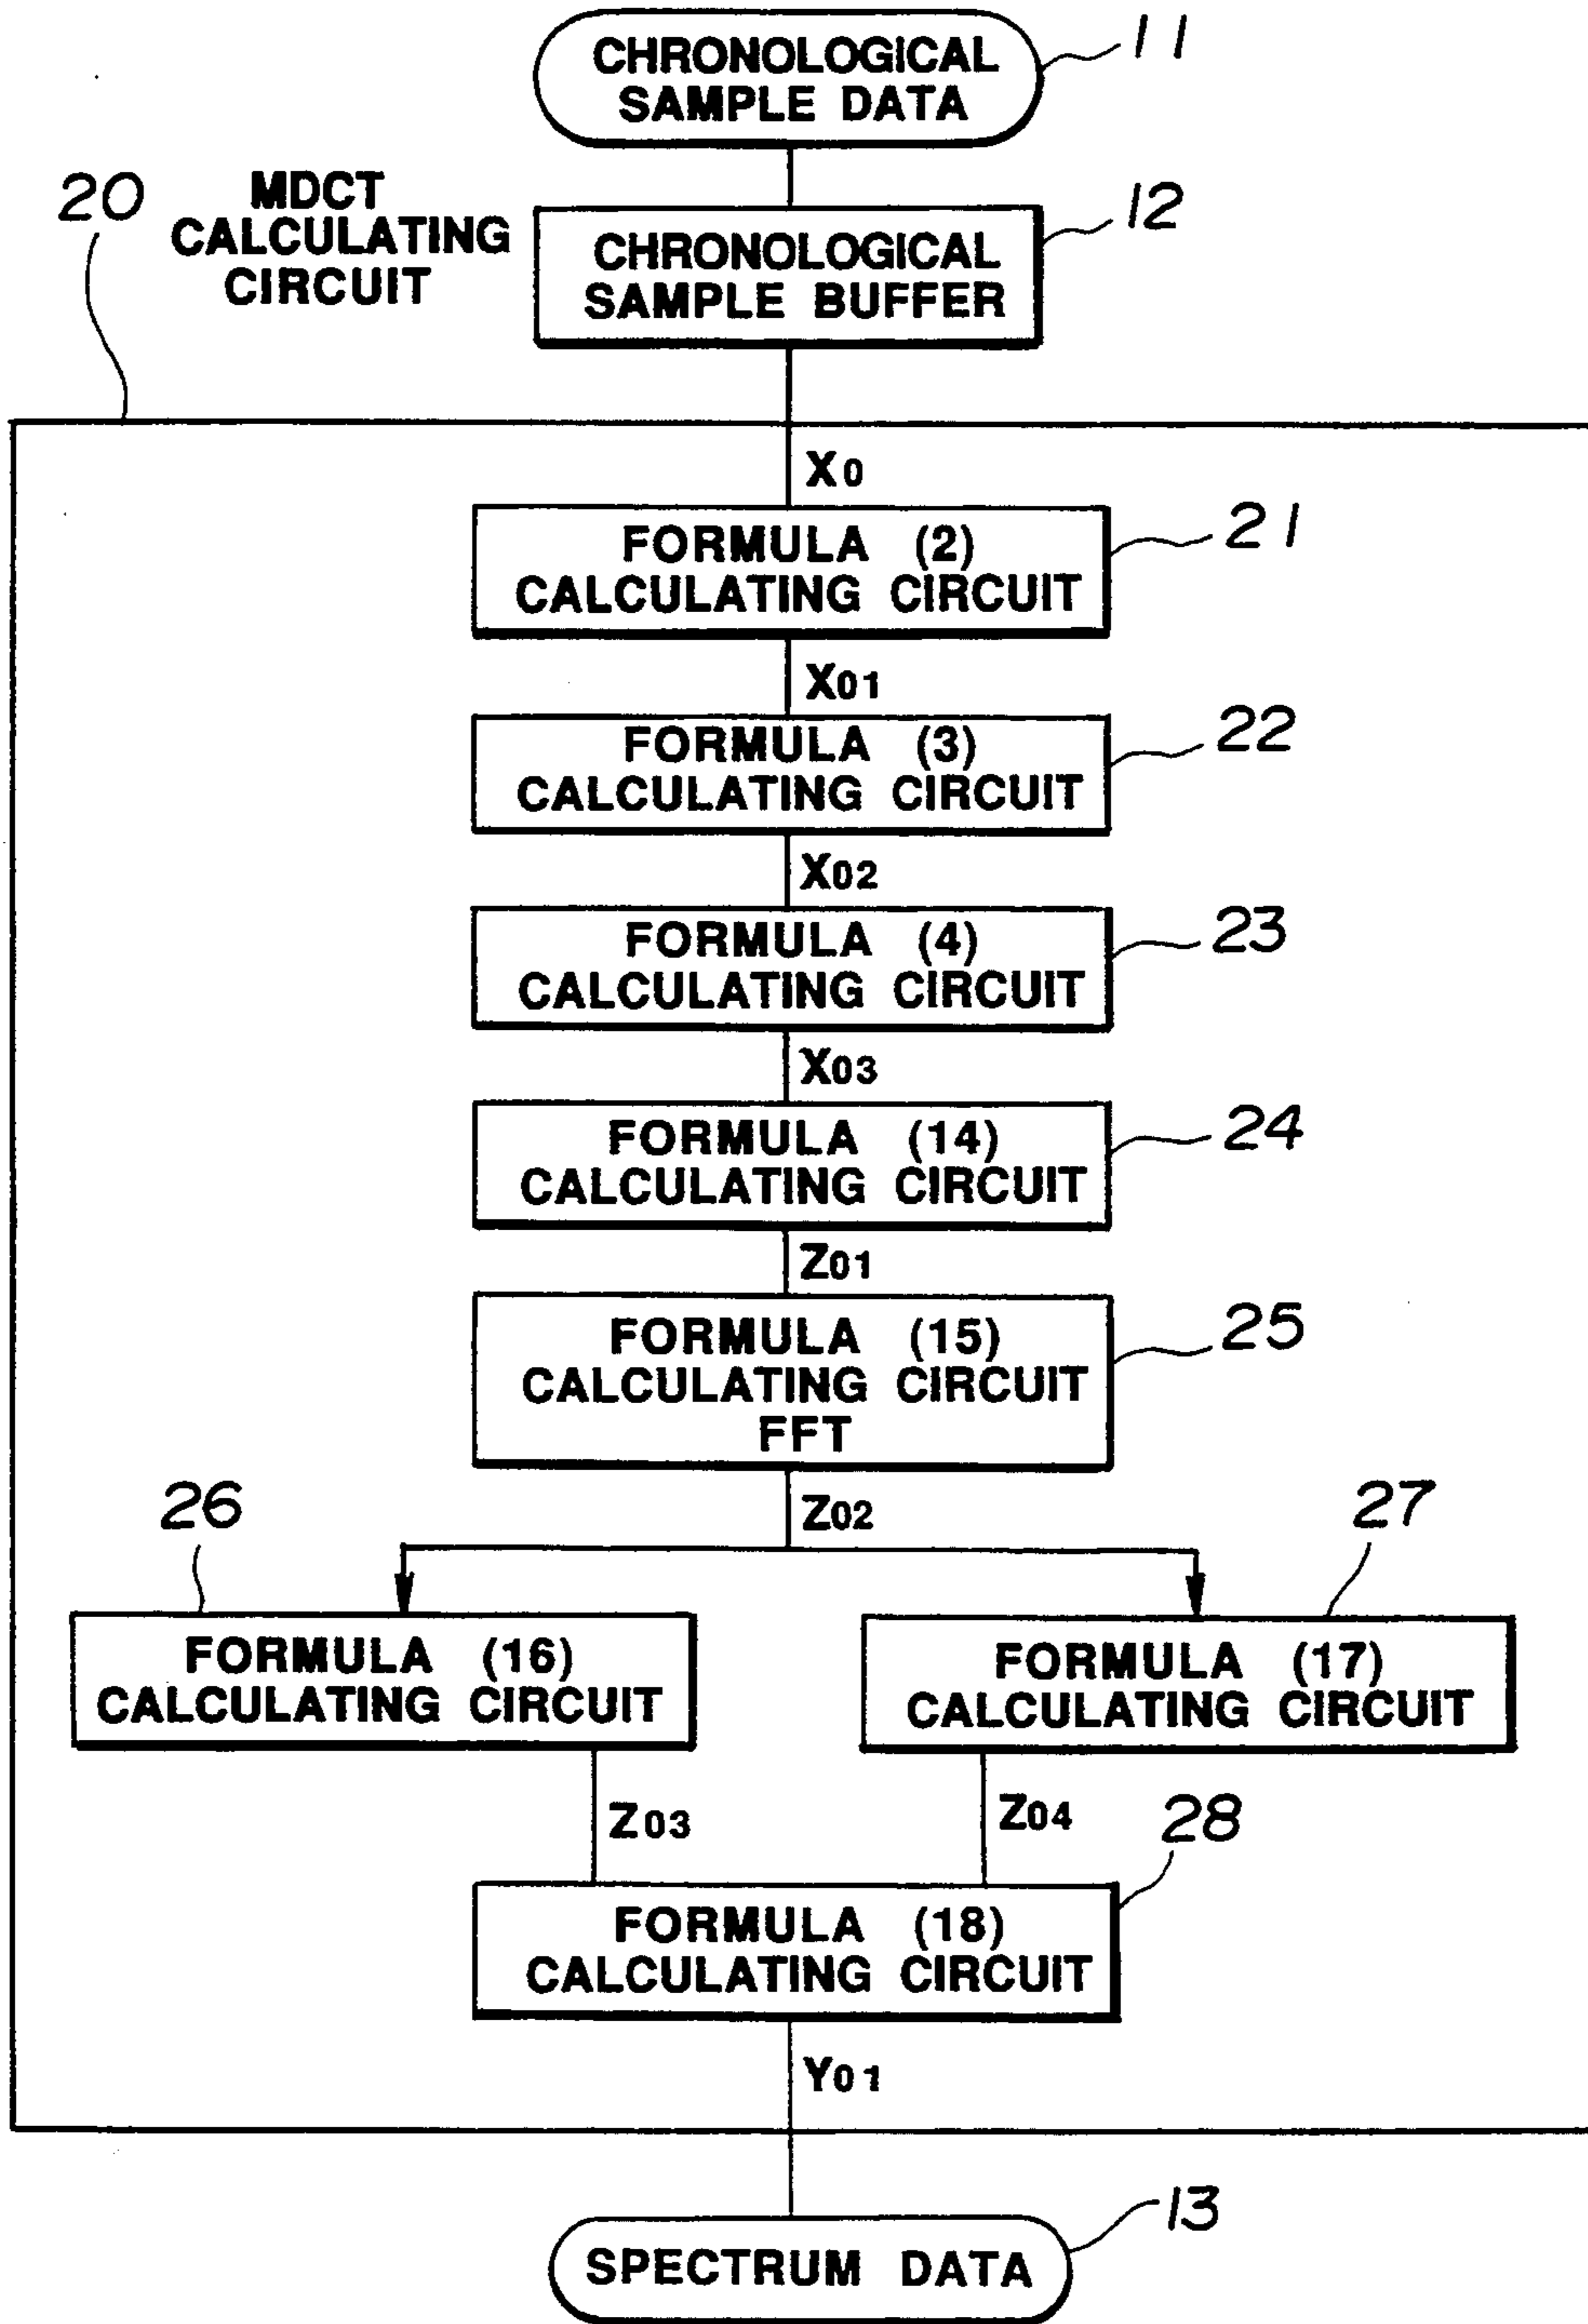 CHRONOLOGICAL
SAMPLE DATA
11
20
MDCT
CALCULATING
CIRCUIT
CHRONOLOGICAL
SAMPLE BUFFER
12
X0
FORMULA (2)
CALCULATING CIRCUIT
21
X01
FORMULA (3)
CALCULATING CIRCUIT
22
X02
FORMULA (4)
CALCULATING CIRCUIT
23
X03
FORMULA (14)
CALCULATING CIRCUIT
24
Z01
FORMULA (15)
CALCULATING CIRCUIT
FFT
25
Z02
26
27
FORMULA (16)
CALCULATING CIRCUIT
FORMULA (17)
CALCULATING CIRCUIT
Z03
Z04
28
FORMULA (18)
CALCULATING CIRCUIT
Y01
13
SPECTRUM DATA